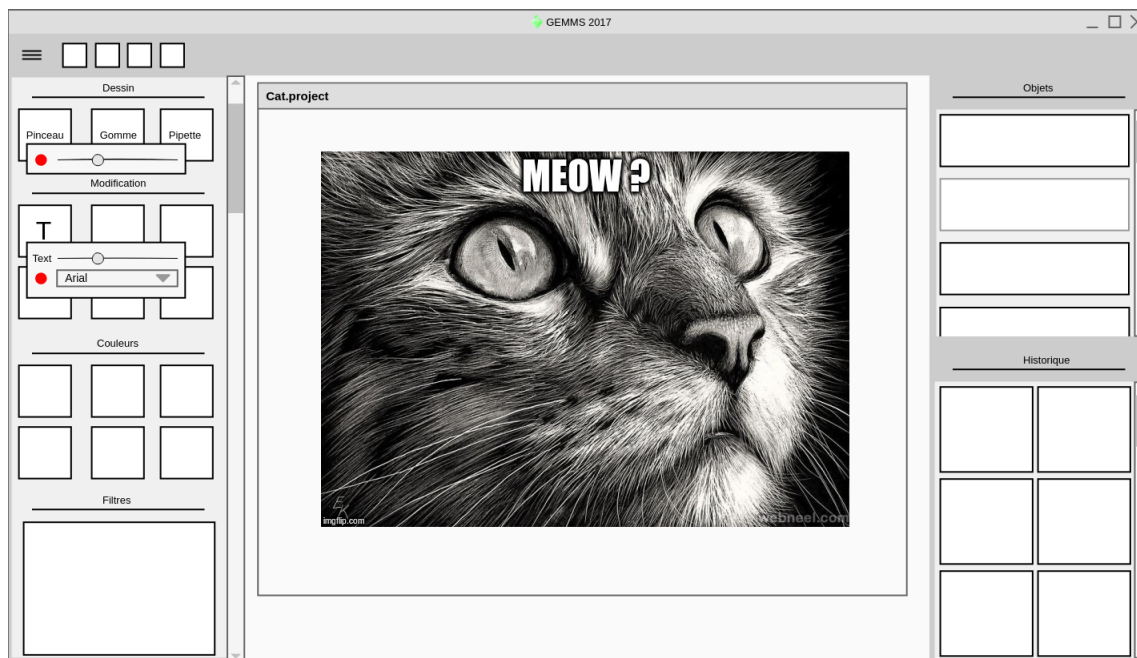 GEMMS 2017
Dessin
Pinceau Gomme Pipette
Modification
T
Text
Arial
Couleurs
Filtres
Cat.project
MEOW ?
imgflip.com
webneel.com
Objets
Historique